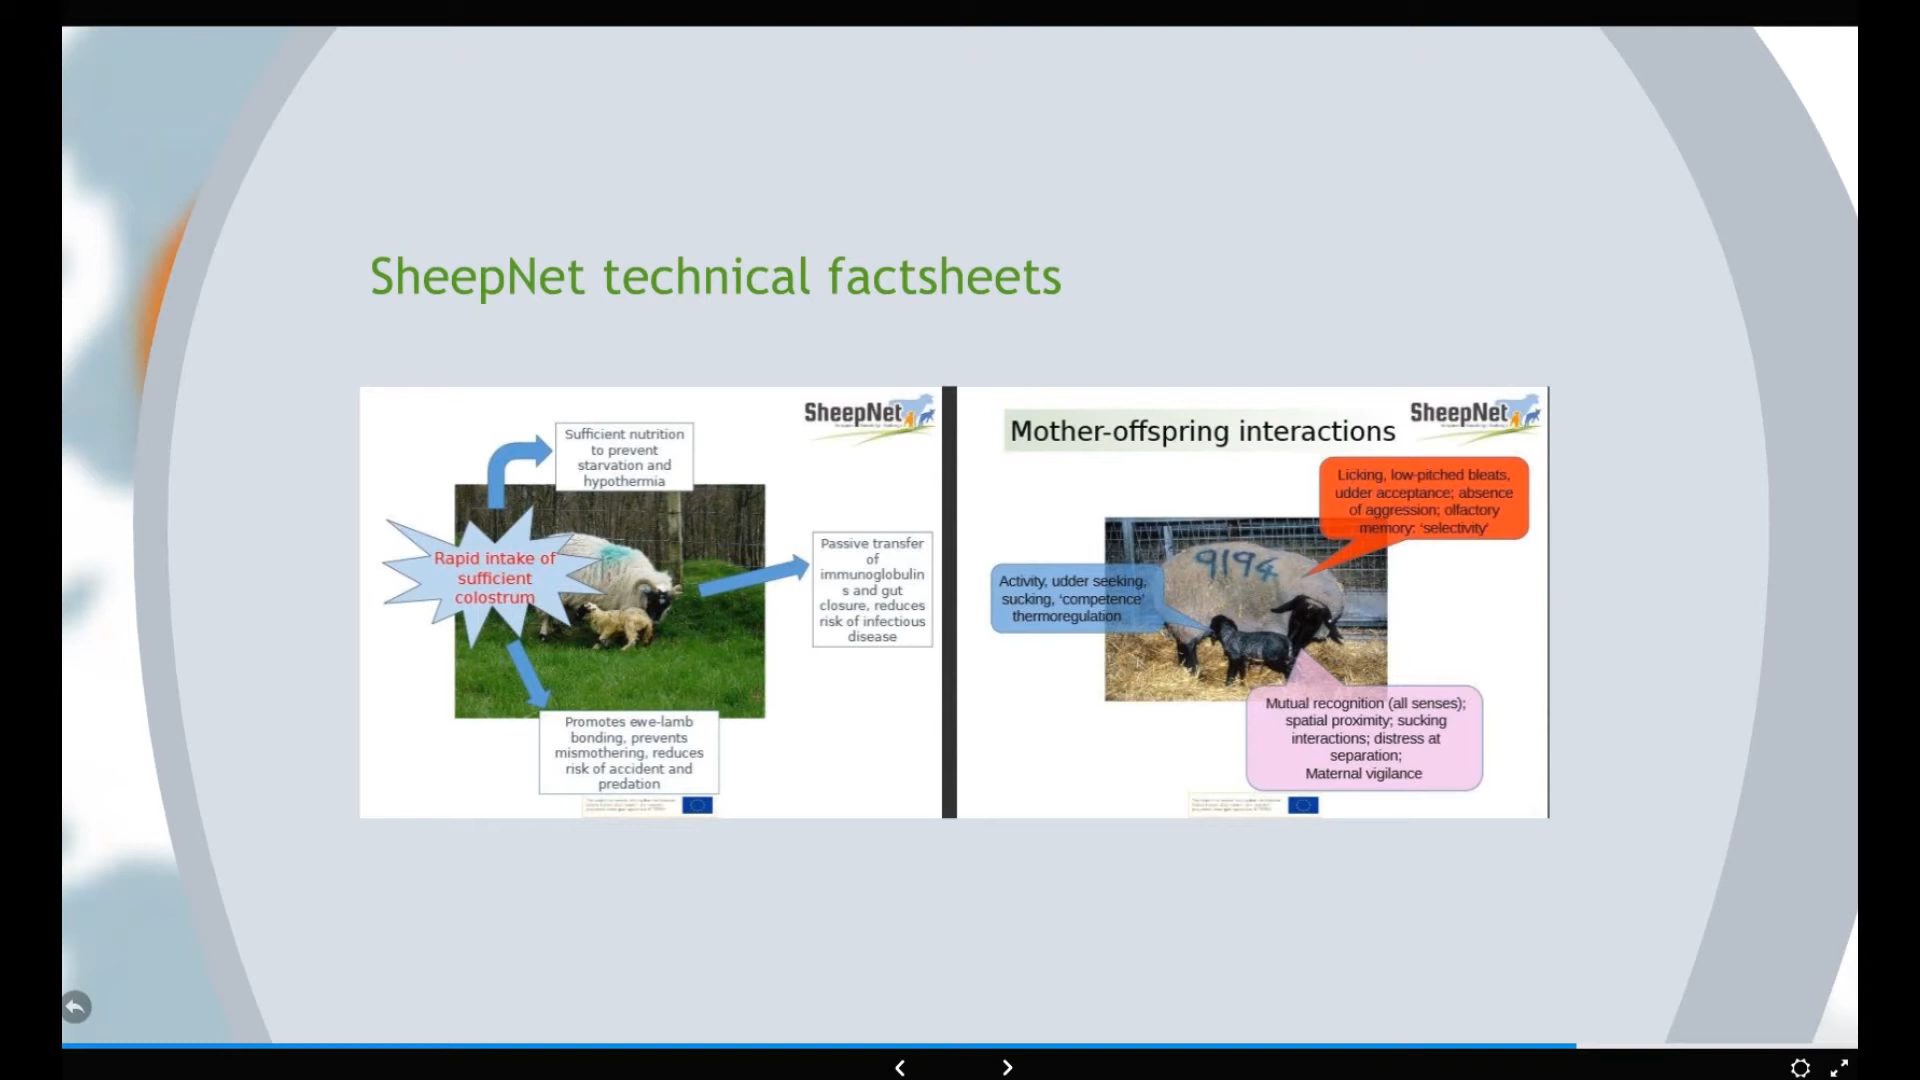 SheepNet technical factsheets
SheepNet
Sufficient nutrition
to prevent
starvation and
hypothermia
Rapid intake of
sufficient
colostrum
Passive transfer
of
immunoglobulin
s and gut
closure, reduces
risk of infectious
disease
Promotes ewe-lamb
bonding, prevents
mismothering, reduces
risk of accident and
predation
Mother-offspring interactions
SheepNet
Licking, low-pitched bleats,
udder acceptance; absence
of aggression; olfactory
memory: ‘selectivity’
9194
Activity, udder seeking,
sucking, ‘competence’
thermoregulation
Mutual recognition (all senses);
spatial proximity; sucking
interactions; distress at
separation;
Maternal vigilance